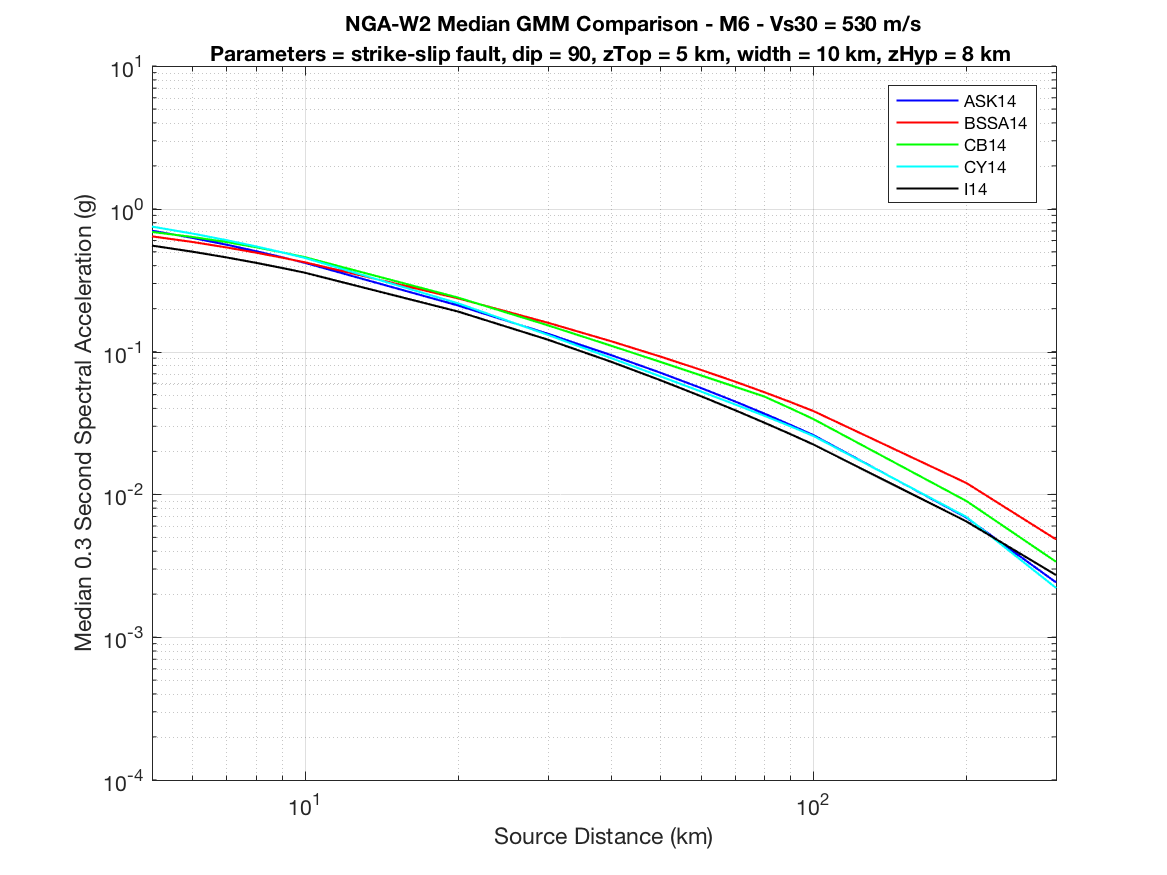 NGA-W2 Median GMM Comparison - M6 - Vs30 = 530 m/s
Parameters = strike-slip fault, dip = 90, zTop = 5 km, width = 10 km, zHyp = 8 km
10^1
10^0
10^-1
10^-2
10^-3
10^-4
Median 0.3 Second Spectral Acceleration (g)
ASK14
BSSA14
CB14
CY14
I14
10^1
10^2
Source Distance (km)